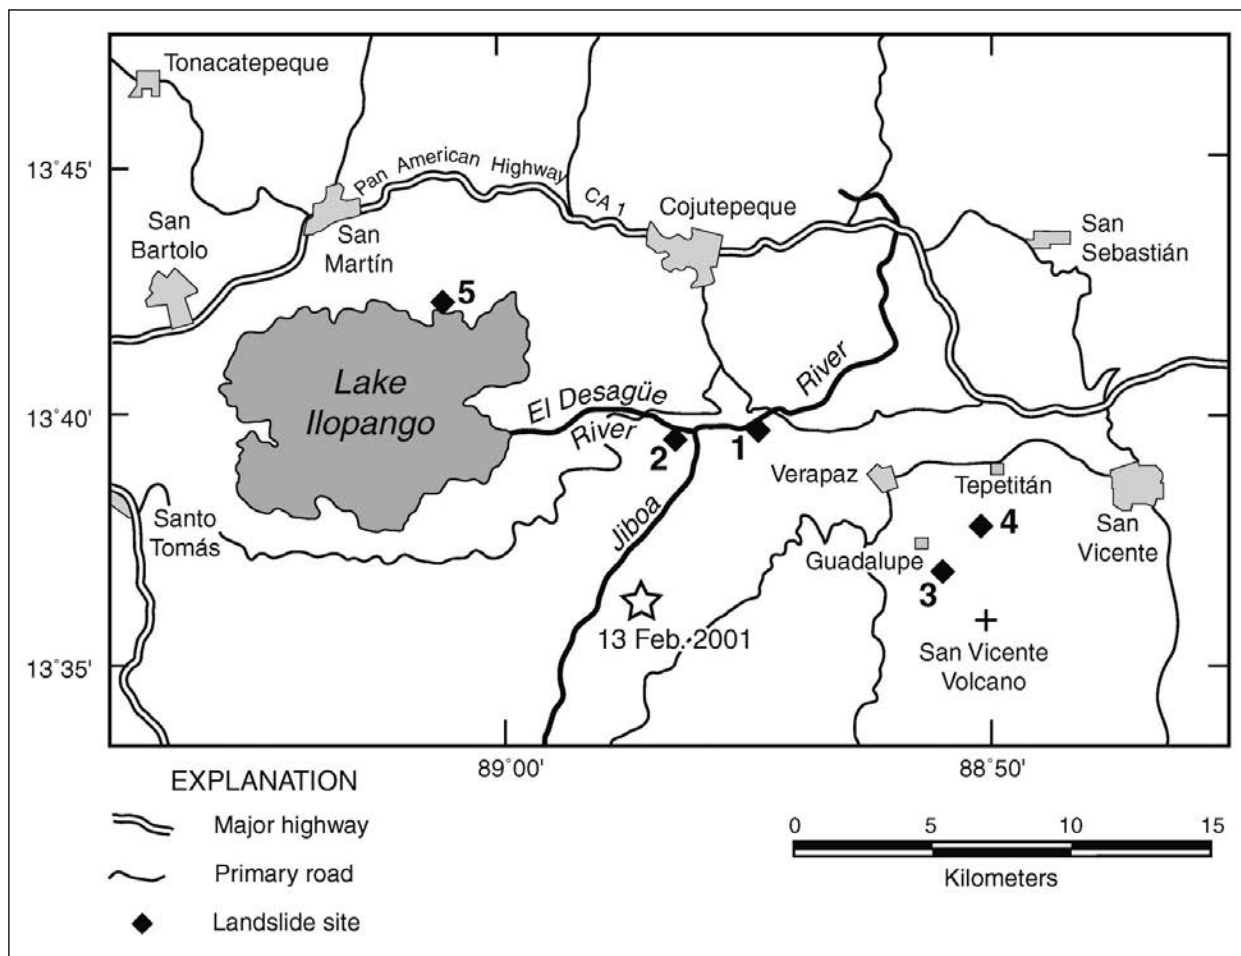 Tonacatepeque
13°45'
Pan American Highway
CA 1
Cojutepeque
San
Bartolo
San
Martín
San
Sebastián
5
Lake
Ilopango
13°40'
El Desagüe
River
River
2
1
Verapaz
Tepetitán
San
Vicente
Santo
Tomás
Jiboa
4
Guadalupe
3
13 Feb. 2001
San Vicente
Volcano
13°35'
89°00'
88°50'
EXPLANATION
Major highway
Primary road
Landslide site
0 5 10 15
Kilometers